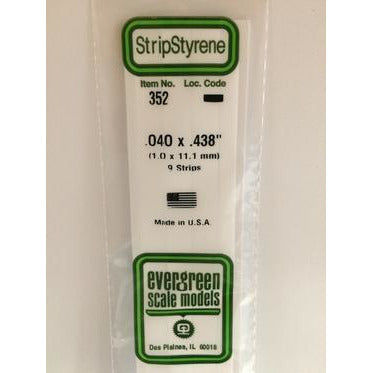 StripStyrene
Item No. Loc. Code
352
.040 x .438"
(1.0 x 11.1 mm)
9 Strips
Made in U.S.A.
evergreen
scale models
Des Plaines, IL 60018